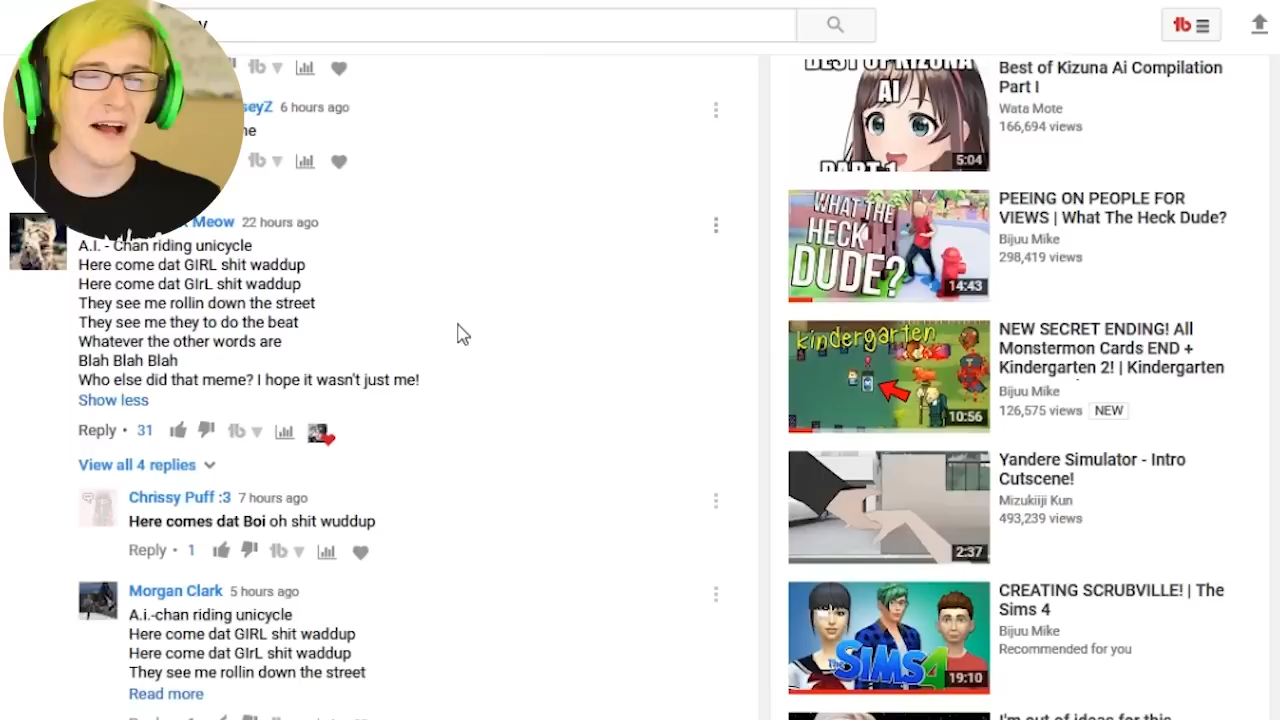 seyZ 6 hours ago
Meow 22 hours ago
A.I. - Chan riding unicycle
Here come dat GIRL shit waddup
Here come dat GIrL shit waddup
They see me rollin down the street
They see me they to do the beat
Whatever the other words are
Blah Blah Blah
Who else did that meme? I hope it wasn't just me!
Show less
Reply • 31
View all 4 replies
Chrissy Puff :3 7 hours ago
Here comes dat Boi oh shit wuddup
Reply • 1
Morgan Clark 5 hours ago
A.i.-chan riding unicycle
Here come dat GIRL shit waddup
Here come dat GIrL shit waddup
They see me rollin down the street
Read more
BEST OF KIZUNA
AI
PART 1
5:04
Best of Kizuna Ai Compilation
Part I
Wata Mote
166,694 views
WHAT THE
HECK
DUDE?
14:43
PEEING ON PEOPLE FOR
VIEWS | What The Heck Dude?
Bijuu Mike
298,419 views
kindergarten
10:56
NEW SECRET ENDING! All
Monstermon Cards END +
Kindergarten 2! | Kindergarten
Bijuu Mike
126,575 views NEW
2:37
Yandere Simulator - Intro
Cutscene!
Mizukiiji Kun
493,239 views
THE SIMS 4
19:10
CREATING SCRUBVILLE! | The
Sims 4
Bijuu Mike
Recommended for you
I'm out of ideas for this